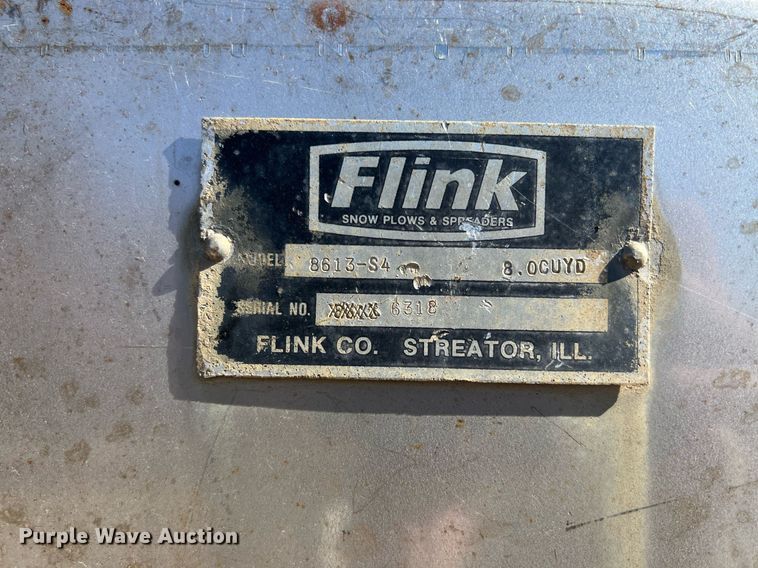 Flink
SNOW PLOWS & SPREADERS
MODEL 8613-S4 8.0CUYD
SERIAL NO. 6318
FLINK CO. STREATOR, ILL.
Purple Wave Auction